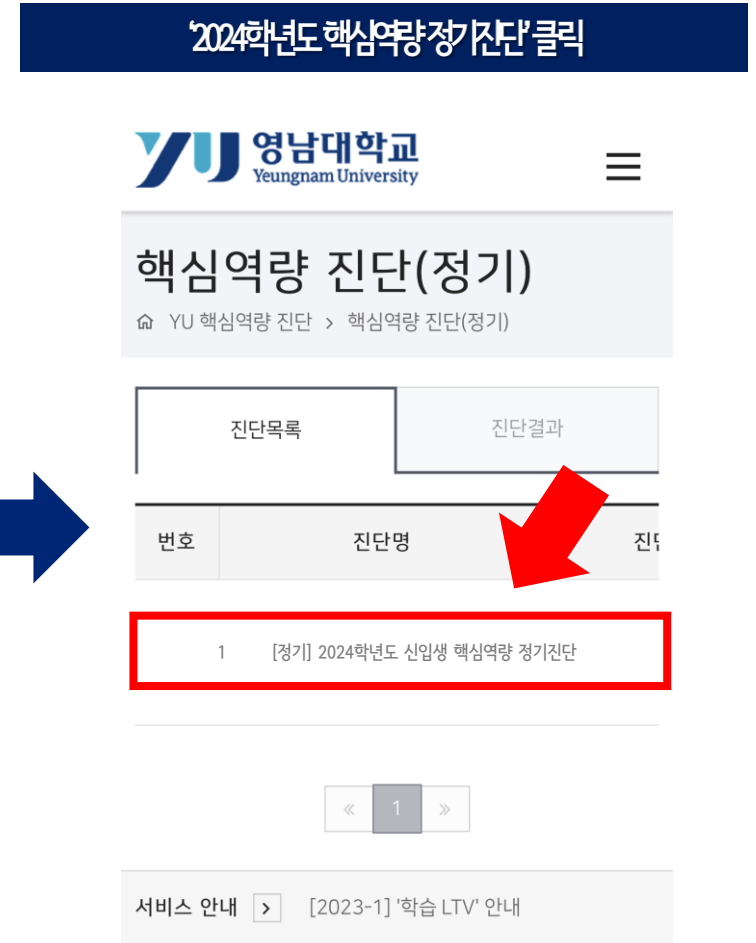 '2024학년도 핵심역량 정기진단' 클릭
YU 영남대학교
Yeungnam University
핵심역량 진단(정기)
YU 핵심역량 진단 > 핵심역량 진단(정기)
진단목록 진단결과
번호 진단명 진단
1 [정기] 2024학년도 신입생 핵심역량 정기진단
« 1 »
서비스 안내 > [2023-1] '학습 LTV' 안내